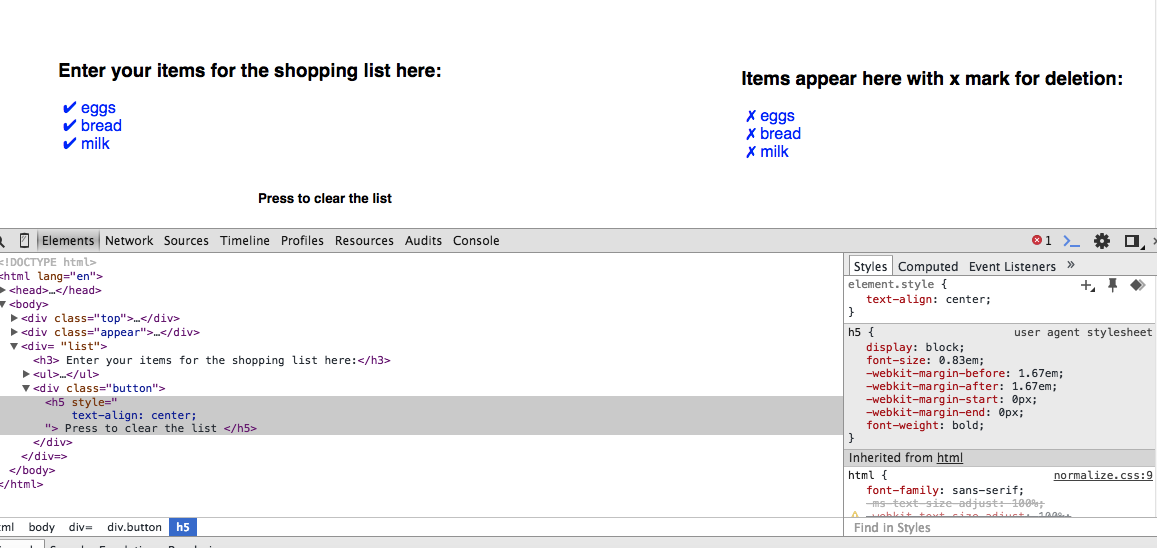 Enter your items for the shopping list here:
✔ eggs
✔ bread
✔ milk
Press to clear the list
Items appear here with x mark for deletion:
✗ eggs
✗ bread
✗ milk
Elements Network Sources Timeline Profiles Resources Audits Console
1
<!DOCTYPE html>
<html lang="en">
<head>…</head>
<body>
<div class="top">…</div>
<div class="appear">…</div>
<div= "list">
<h3> Enter your items for the shopping list here:</h3>
<ul>…</ul>
<div class="button">
<h5 style="
text-align: center;
"> Press to clear the list </h5>
</div>
</div=>
</body>
</html>
body div= div.button h5
Styles Computed Event Listeners »
element.style {
text-align: center;
}
h5 { user agent stylesheet
display: block;
font-size: 0.83em;
-webkit-margin-before: 1.67em;
-webkit-margin-after: 1.67em;
-webkit-margin-start: 0px;
-webkit-margin-end: 0px;
font-weight: bold;
}
Inherited from html
html { normalize.css:9
font-family: sans-serif;
-ms-text-size-adjust: 100%;
-webkit-text-size-adjust: 100%;
Find in Styles